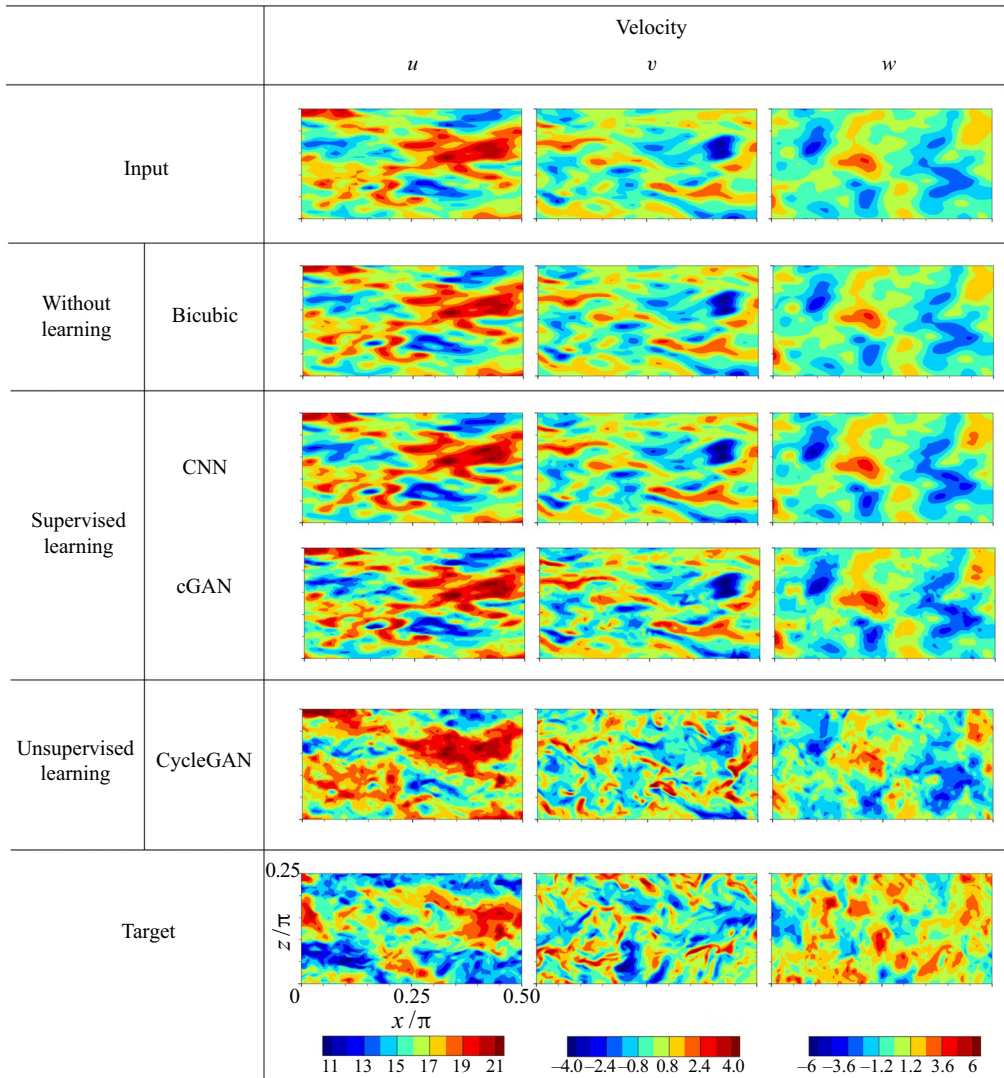 Velocity
u v w
Input
Without
learning
Bicubic
CNN
Supervised
learning
cGAN
Unsupervised
learning
CycleGAN
Target
0.25
z/π
0 0.25 0.50
x/π
11 13 15 17 19 21
−4.0 −2.4 −0.8 0.8 2.4 4.0
−6 −3.6 −1.2 1.2 3.6 6